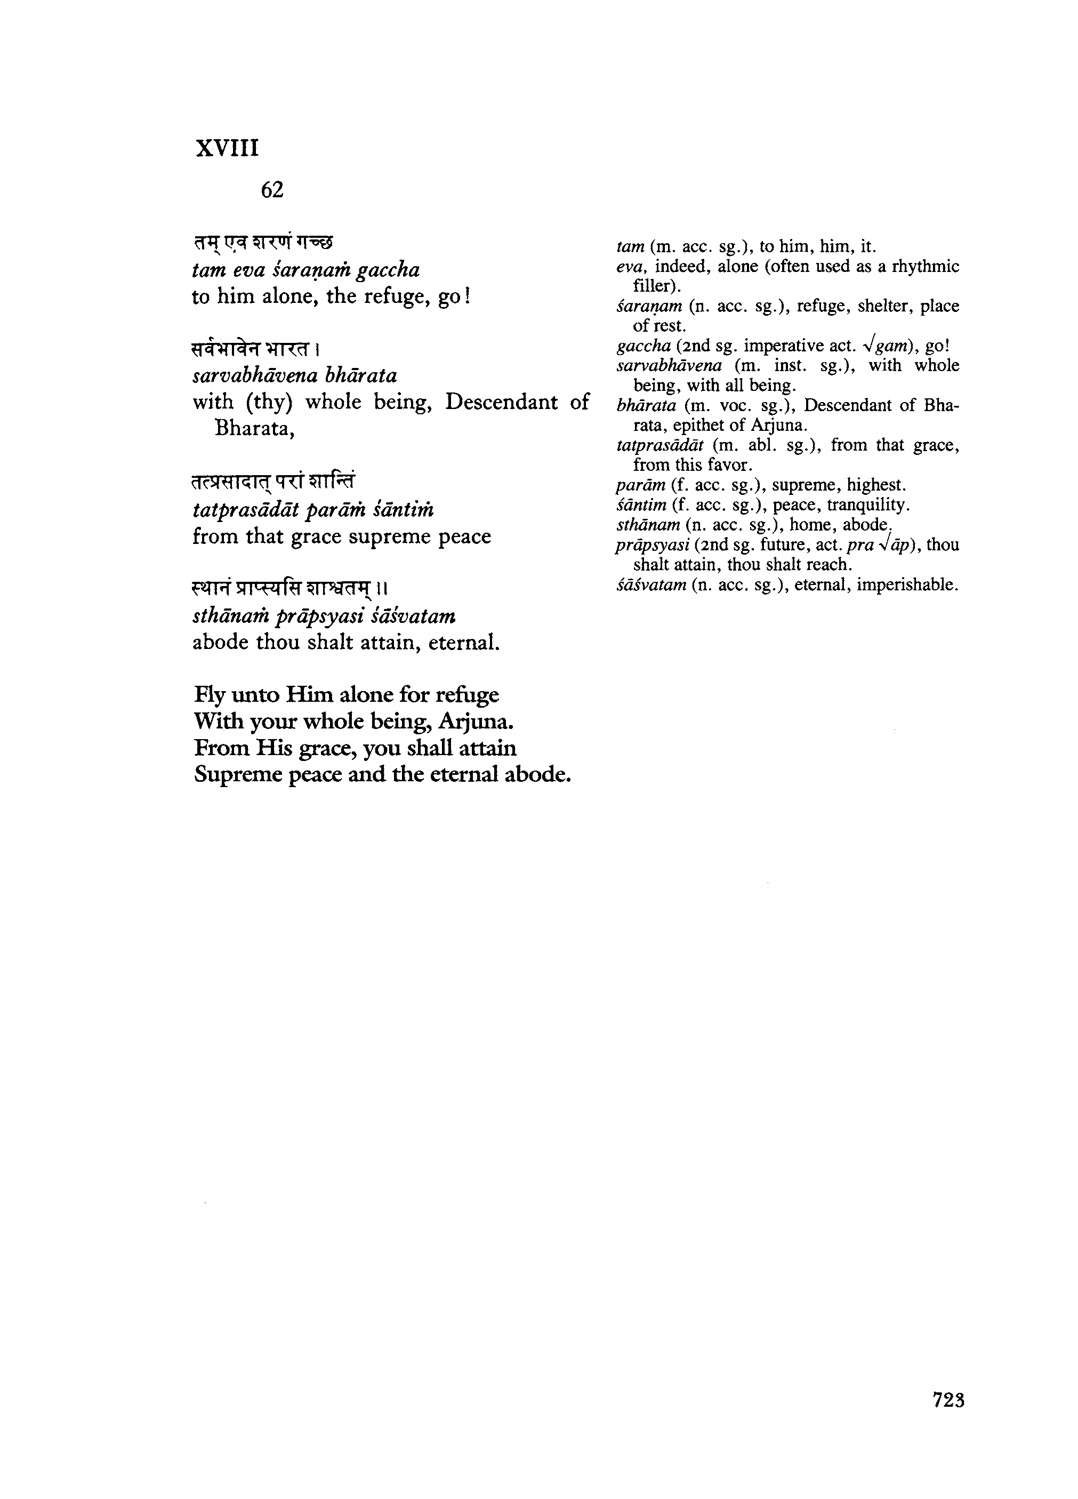 XVIII
62
तम् एव शरणं गच्छ
tam eva śaraṇaṁ gaccha
to him alone, the refuge, go!
सर्वभावेन भारत ।
sarvabhāvena bhārata
with (thy) whole being, Descendant of
Bharata,
तत्प्रसादात् परां शान्तिं
tatprasādāt parāṁ śāntiṁ
from that grace supreme peace
स्थानं प्राप्स्यसि शाश्वतम् ।।
sthānaṁ prāpsyasi śāśvatam
abode thou shalt attain, eternal.
Fly unto Him alone for refuge
With your whole being, Arjuna.
From His grace, you shall attain
Supreme peace and the eternal abode.
tam (m. acc. sg.), to him, him, it.
eva, indeed, alone (often used as a rhythmic
filler).
śaraṇam (n. acc. sg.), refuge, shelter, place
of rest.
gaccha (2nd sg. imperative act. √gam), go!
sarvabhāvena (m. inst. sg.), with whole
being, with all being.
bhārata (m. voc. sg.), Descendant of Bha-
rata, epithet of Arjuna.
tatprasādāt (m. abl. sg.), from that grace,
from this favor.
parām (f. acc. sg.), supreme, highest.
śāntim (f. acc. sg.), peace, tranquility.
sthānam (n. acc. sg.), home, abode.
prāpsyasi (2nd sg. future, act. pra √āp), thou
shalt attain, thou shalt reach.
śāśvatam (n. acc. sg.), eternal, imperishable.
723